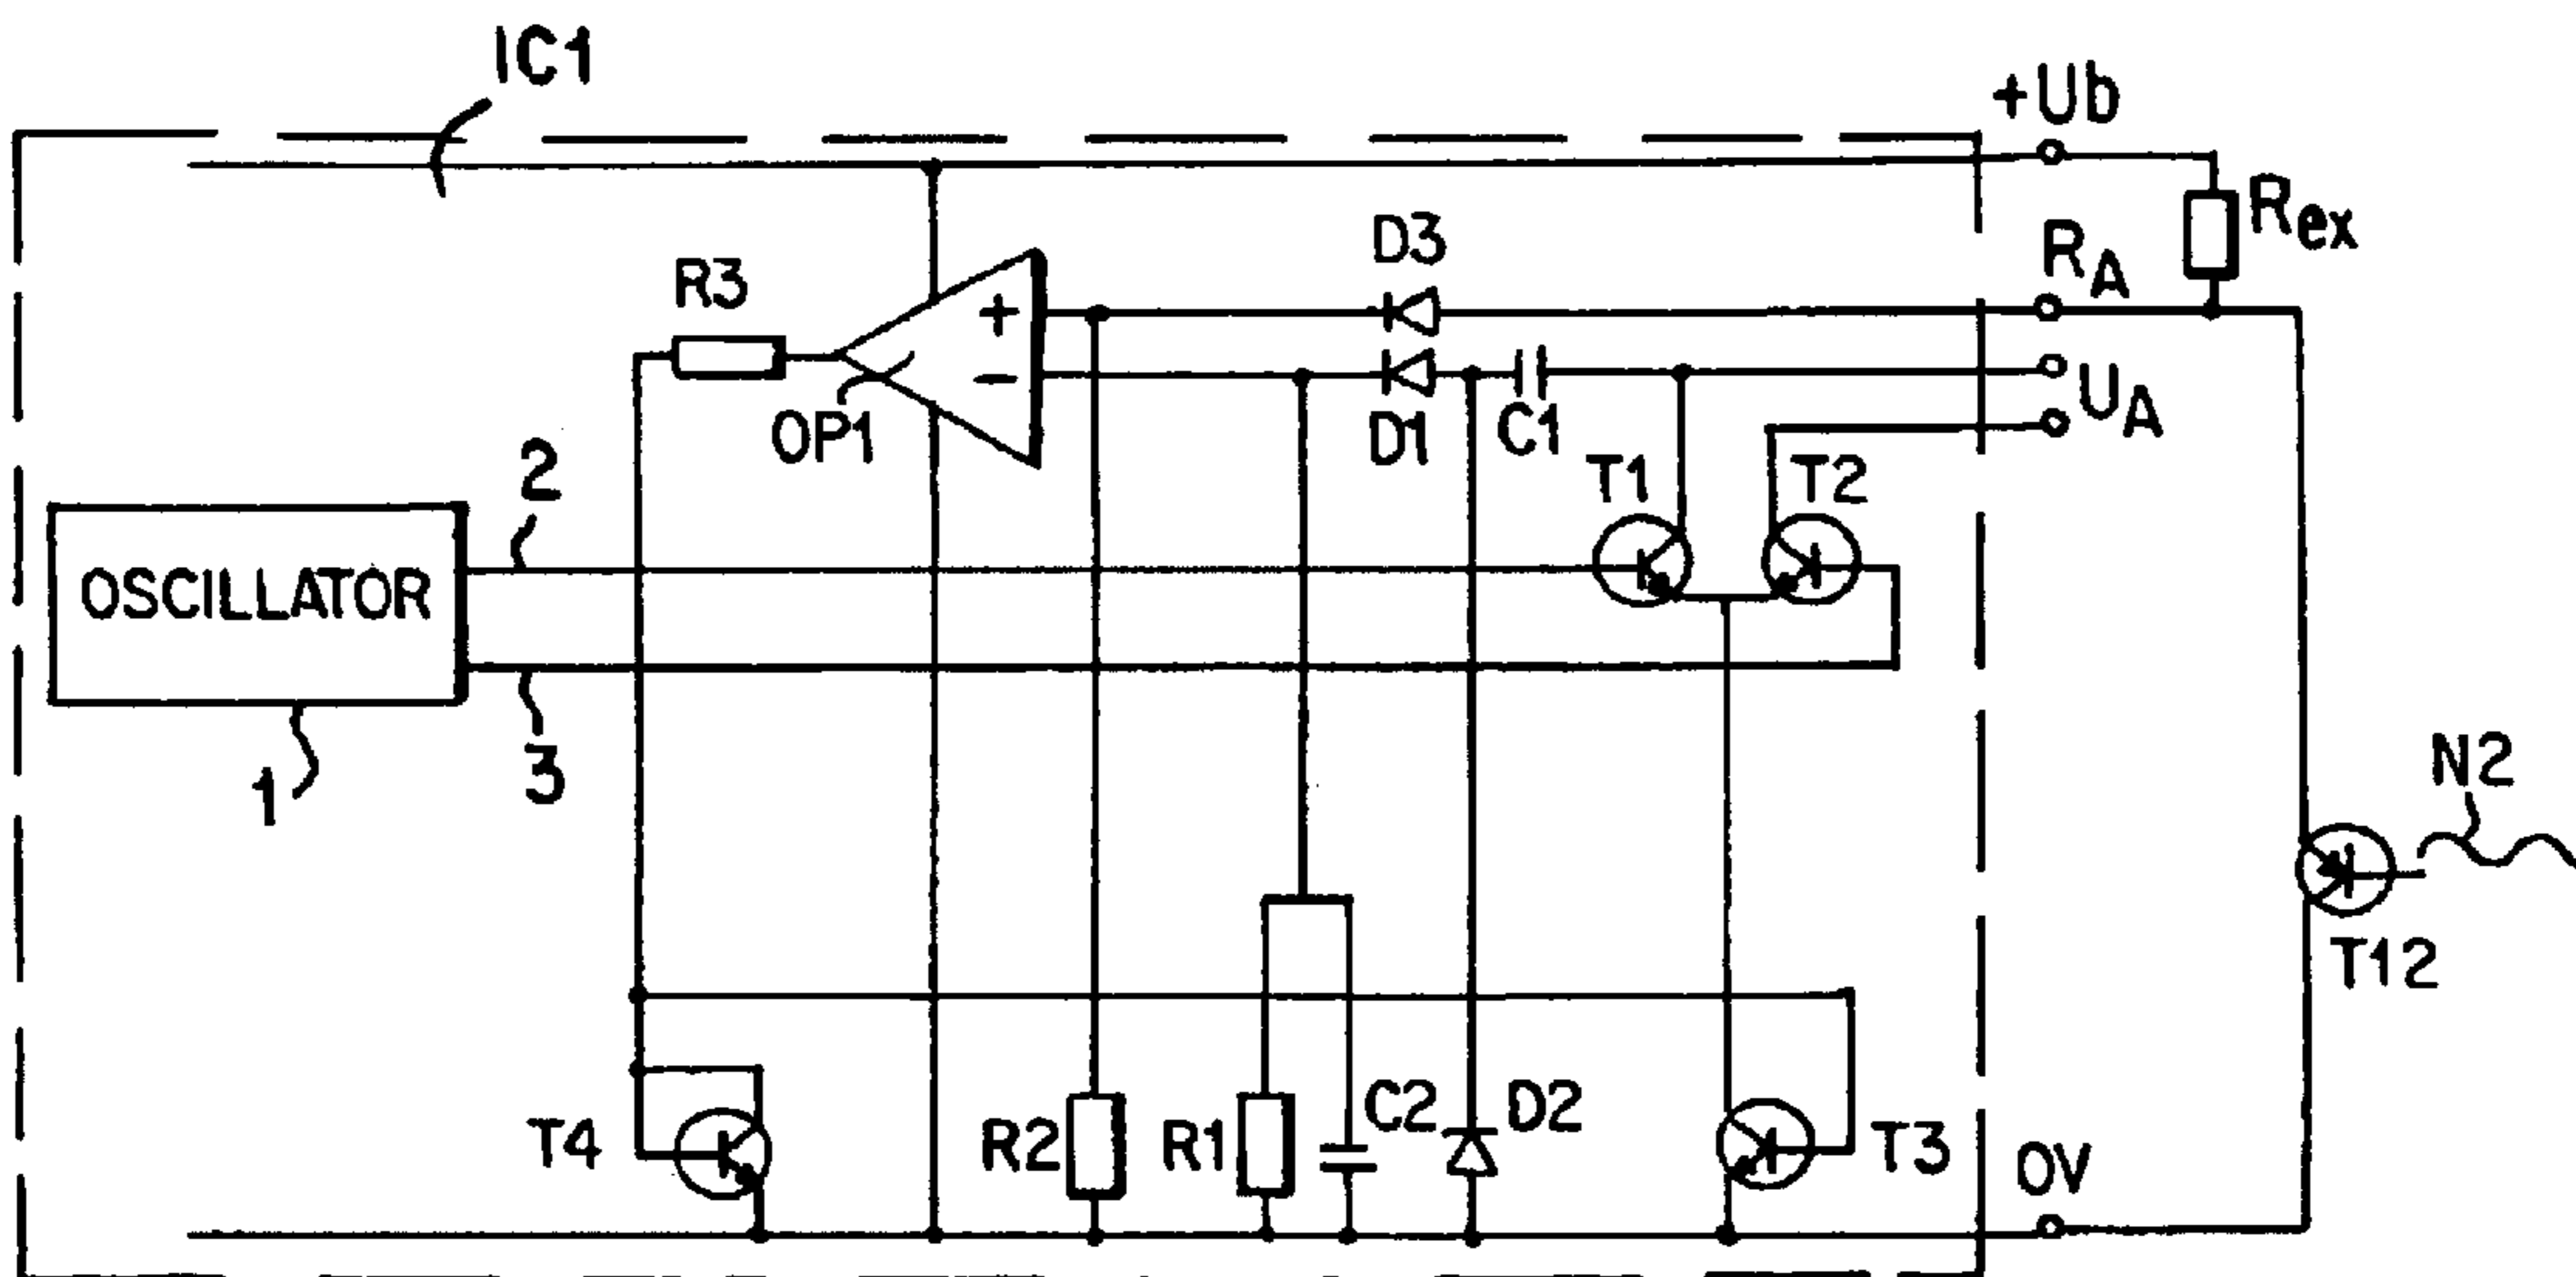 IC1
+Ub
Rex
RA
D3
R3
+
−
UA
OP1
D1
C1
T1
T2
2
OSCILLATOR
3
1
N2
T12
C2
D2
T4
R2
R1
T3
0V